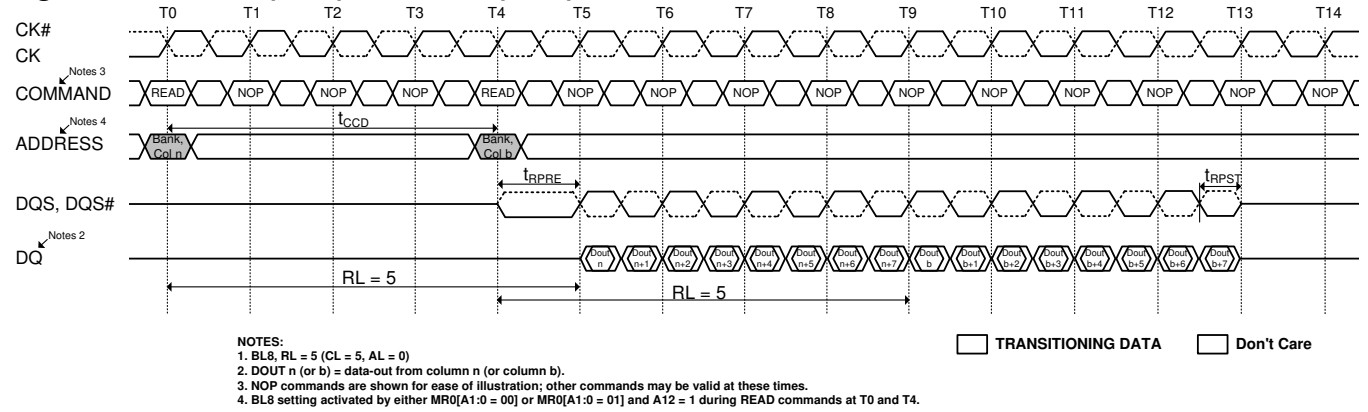 T0 T1 T2 T3 T4 T5 T6 T7 T8 T9 T10 T11 T12 T13 T14
CK#
CK
Notes 3
COMMAND READ NOP NOP NOP READ NOP NOP NOP NOP NOP NOP NOP NOP NOP NOP
Notes 4
tCCD
ADDRESS Bank, Col n Bank, Col b
tRPRE tRPST
DQS, DQS#
Notes 2
DQ Dout n Dout n+1 Dout n+2 Dout n+3 Dout n+4 Dout n+5 Dout n+6 Dout n+7 Dout b Dout b+1 Dout b+2 Dout b+3 Dout b+4 Dout b+5 Dout b+6 Dout b+7
RL = 5 RL = 5
NOTES:
1. BL8, RL = 5 (CL = 5, AL = 0)
2. DOUT n (or b) = data-out from column n (or column b).
3. NOP commands are shown for ease of illustration; other commands may be valid at these times.
4. BL8 setting activated by either MR0[A1:0 = 00] or MR0[A1:0 = 01] and A12 = 1 during READ commands at T0 and T4.
TRANSITIONING DATA Don't Care